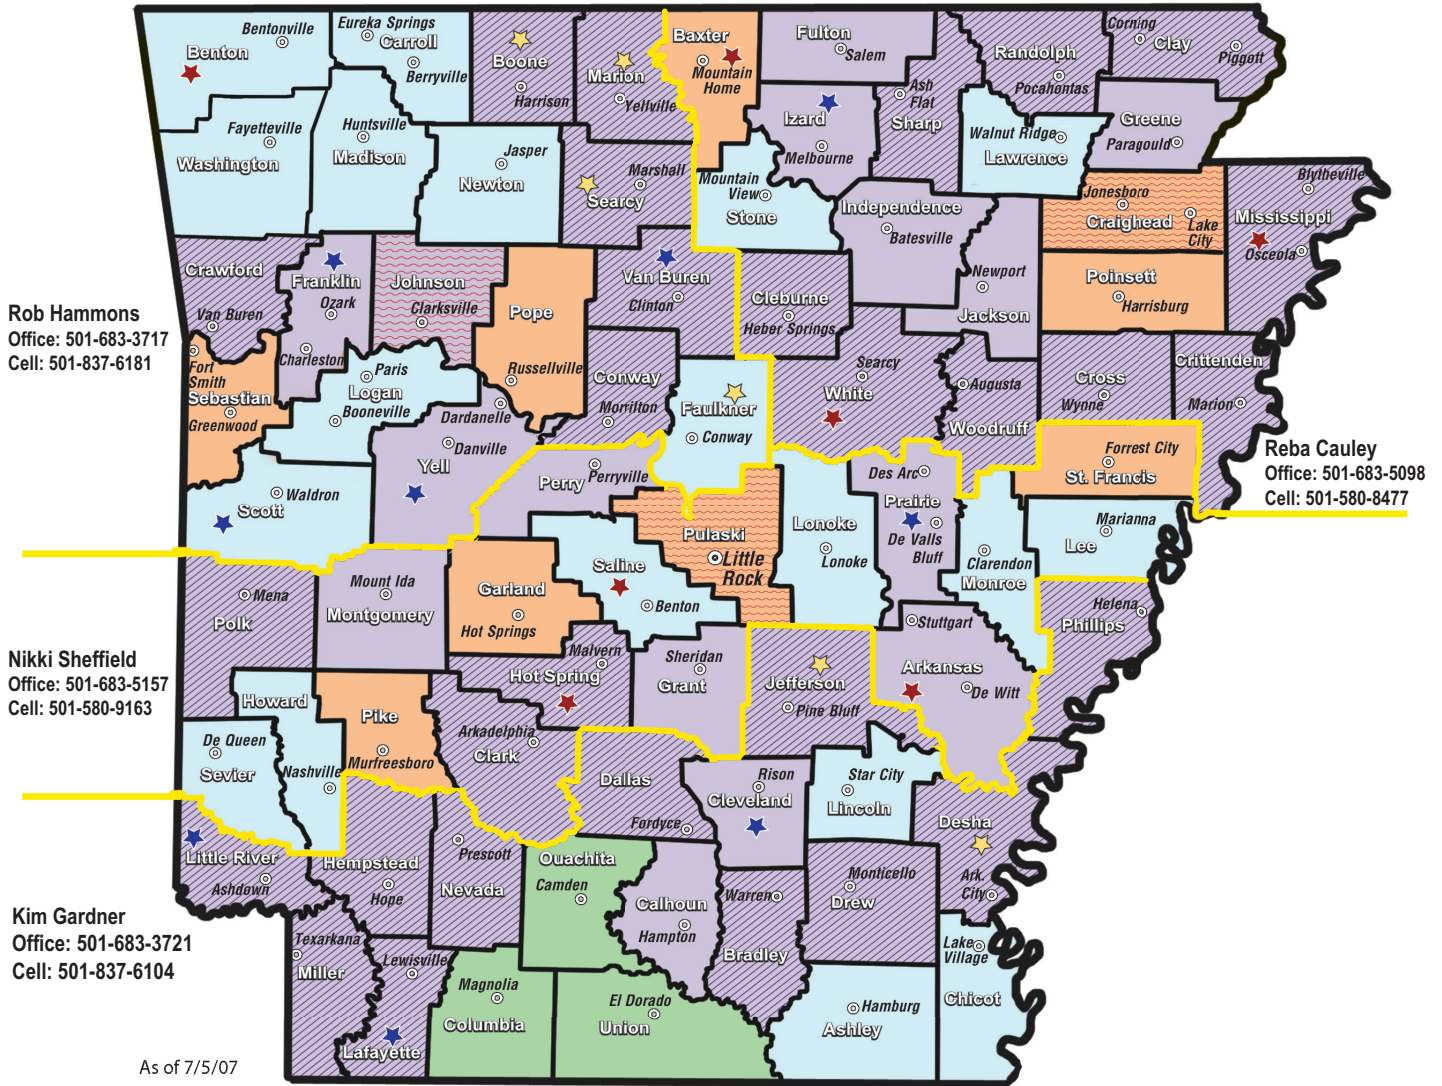 Bentonville
Benton
Eureka Springs
Carroll
Berryville
Boone
Harrison
Marion
Yellville
Baxter
Mountain
Home
Fulton
Salem
Randolph
Pocahontas
Corning
Clay
Piggott
Ash
Flat
Sharp
Izard
Melbourne
Greene
Paragould
Walnut Ridge
Lawrence
Fayetteville
Washington
Huntsville
Madison
Jasper
Newton
Marshall
Searcy
Mountain
View
Stone
Independence
Batesville
Jonesboro
Craighead
Lake
City
Blytheville
Mississippi
Osceola
Crawford
Van Buren
Franklin
Ozark
Charleston
Johnson
Clarksville
Pope
Russellville
Van Buren
Clinton
Cleburne
Heber Springs
Newport
Jackson
Poinsett
Harrisburg
Rob Hammons
Office: 501-683-3717
Cell: 501-837-6181
Fort
Smith
Sebastian
Greenwood
Paris
Logan
Booneville
Dardanelle
Danville
Yell
Conway
Morrilton
Faulkner
Conway
Searcy
White
Augusta
Woodruff
Cross
Wynne
Crittenden
Marion
Forrest City
St. Francis
Reba Cauley
Office: 501-683-5098
Cell: 501-580-8477
Waldron
Scott
Perry
Perryville
Pulaski
Little
Rock
Lonoke
Lonoke
Des Arc
Prairie
De Valls
Bluff
Clarendon
Monroe
Marianna
Lee
Mena
Polk
Mount Ida
Montgomery
Garland
Hot Springs
Saline
Benton
Helena
Phillips
Stuttgart
Arkansas
De Witt
Nikki Sheffield
Office: 501-683-5157
Cell: 501-580-9163
Malvern
Hot Spring
Sheridan
Grant
Jefferson
Pine Bluff
Howard
Nashville
De Queen
Sevier
Pike
Murfreesboro
Arkadelphia
Clark
Dallas
Fordyce
Rison
Cleveland
Star City
Lincoln
Desha
Ark.
City
Little River
Ashdown
Hempstead
Hope
Prescott
Nevada
Ouachita
Camden
Calhoun
Hampton
Warren
Bradley
Monticello
Drew
Kim Gardner
Office: 501-683-3721
Cell: 501-837-6104
Texarkana
Miller
Lewisville
Lafayette
Magnolia
Columbia
El Dorado
Union
Hamburg
Ashley
Lake
Village
Chicot
As of 7/5/07